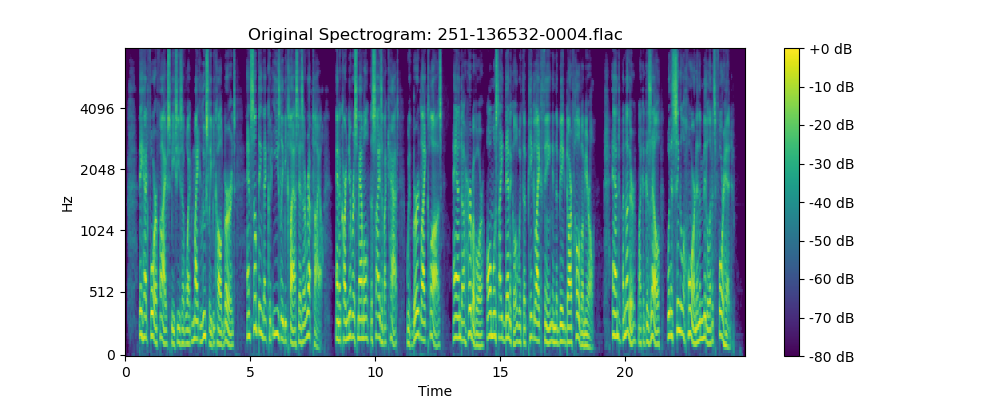 Original Spectrogram: 251-136532-0004.flac
Hz
4096
2048
1024
512
0
0
5
10
15
20
Time
+0 dB
-10 dB
-20 dB
-30 dB
-40 dB
-50 dB
-60 dB
-70 dB
-80 dB